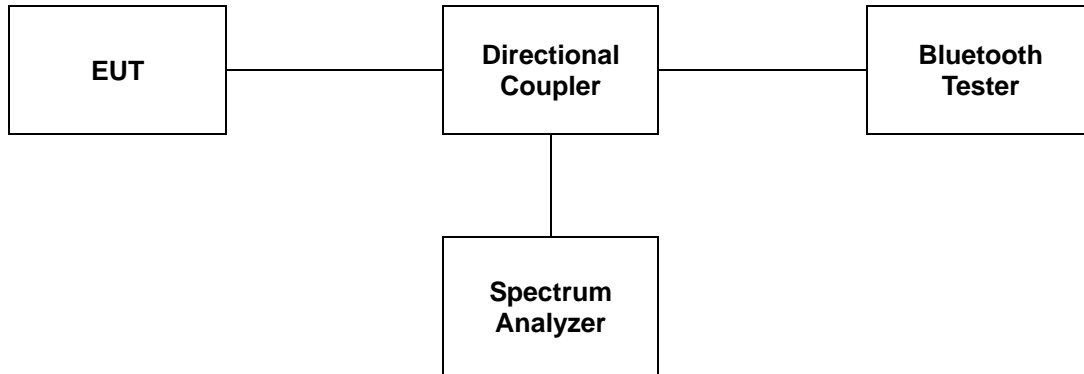 EUT
Directional
Coupler
Bluetooth
Tester
Spectrum
Analyzer